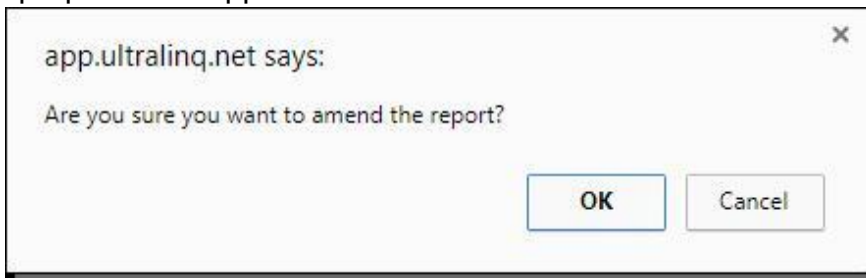 app.ultralinq.net says:
Are you sure you want to amend the report?
OK Cancel